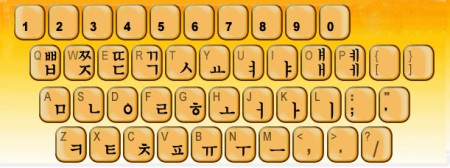 1 2 3 4 5 6 7 8 9 0
Q ㅃ ㅂ W ㅉ ㅈ E ㄸ ㄷ R ㄲ ㄱ T ㅅ Y ㅛ U ㅕ I ㅑ O ㅒ ㅐ P ㅖ ㅔ { [ } ]
A ㅁ S ㄴ D ㅇ F ㄹ G ㅎ H ㅗ J ㅓ K ㅏ L ㅣ : ; " '
Z ㅋ X ㅌ C ㅊ V ㅍ B ㅠ N ㅜ M ㅡ < , > . ? /